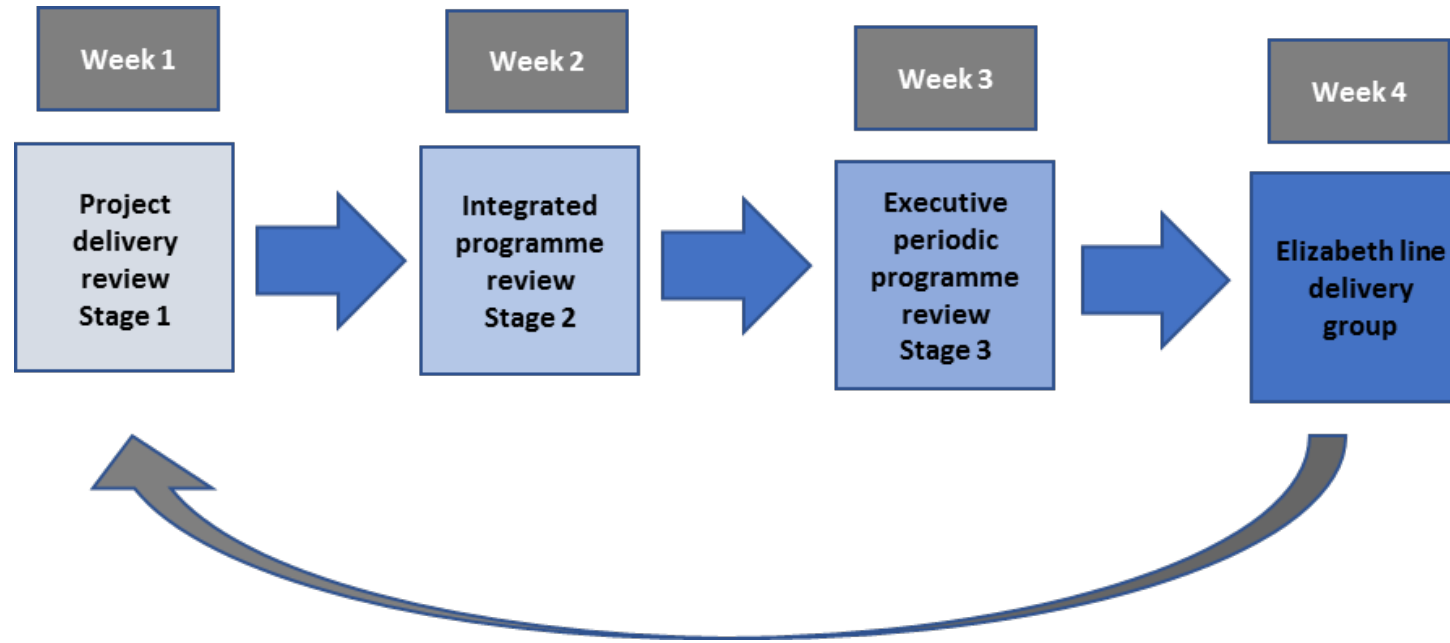 Week 1
Week 2
Week 3
Week 4
Project
delivery
review
Stage 1
Integrated
programme
review
Stage 2
Executive
periodic
programme
review
Stage 3
Elizabeth line
delivery
group